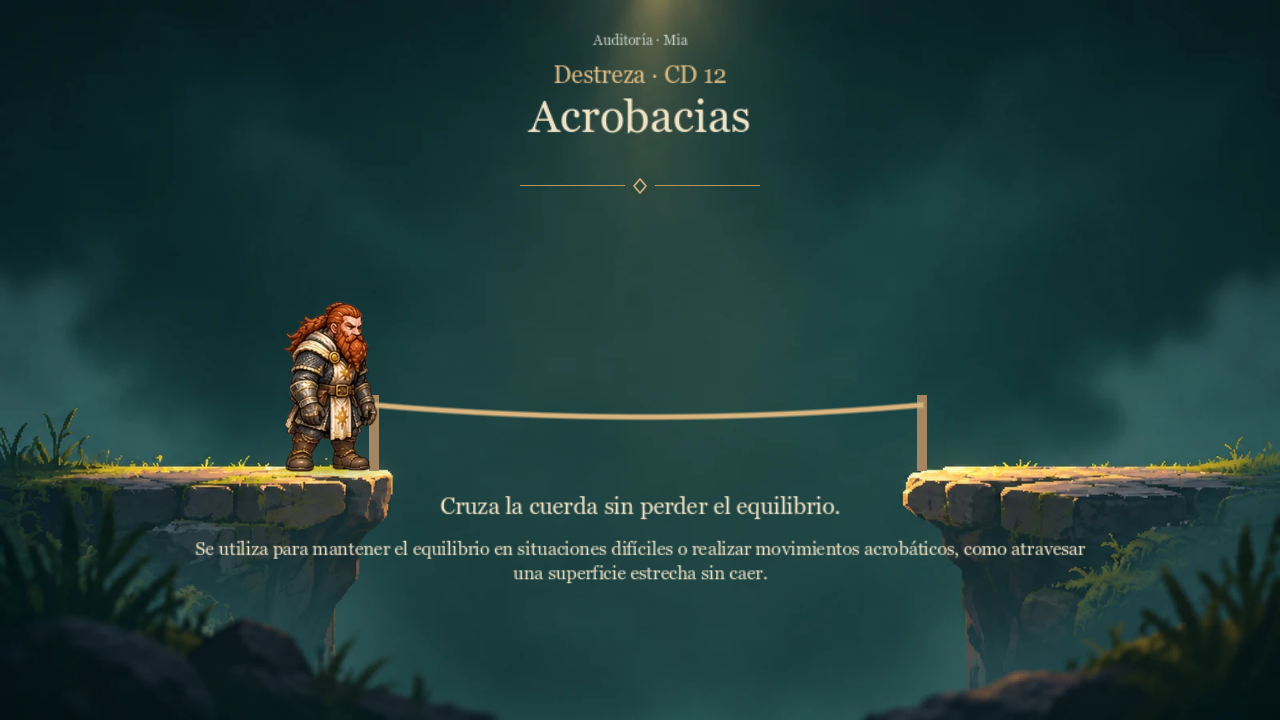 Auditoría · Mia
Destreza · CD 12
Acrobacias
Cruza la cuerda sin perder el equilibrio.
Se utiliza para mantener el equilibrio en situaciones difíciles o realizar movimientos acrobáticos, como atravesar
una superficie estrecha sin caer.